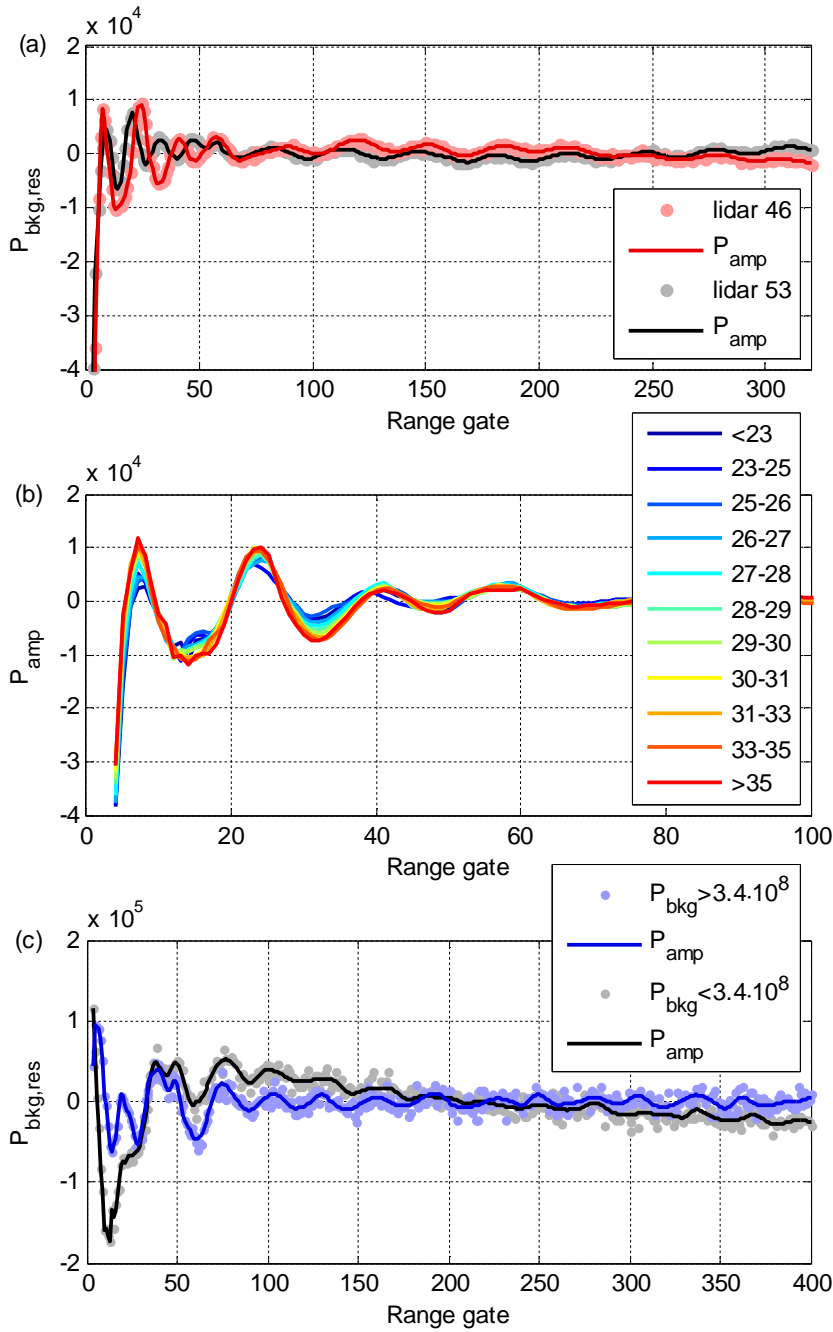 (a)
x 10^4
2
1
0
-1
-2
-3
-4
P_bkg,res
0 50 100 150 200 250 300
Range gate
lidar 46
P_amp
lidar 53
P_amp
(b)
x 10^4
2
1
0
-1
-2
-3
-4
P_amp
0 20 40 60 80 100
Range gate
<23
23-25
25-26
26-27
27-28
28-29
29-30
30-31
31-33
33-35
>35
(c)
x 10^5
2
1
0
-1
-2
P_bkg,res
0 50 100 150 200 250 300 350 400
Range gate
P_bkg>3.4·10^8
P_amp
P_bkg<3.4·10^8
P_amp